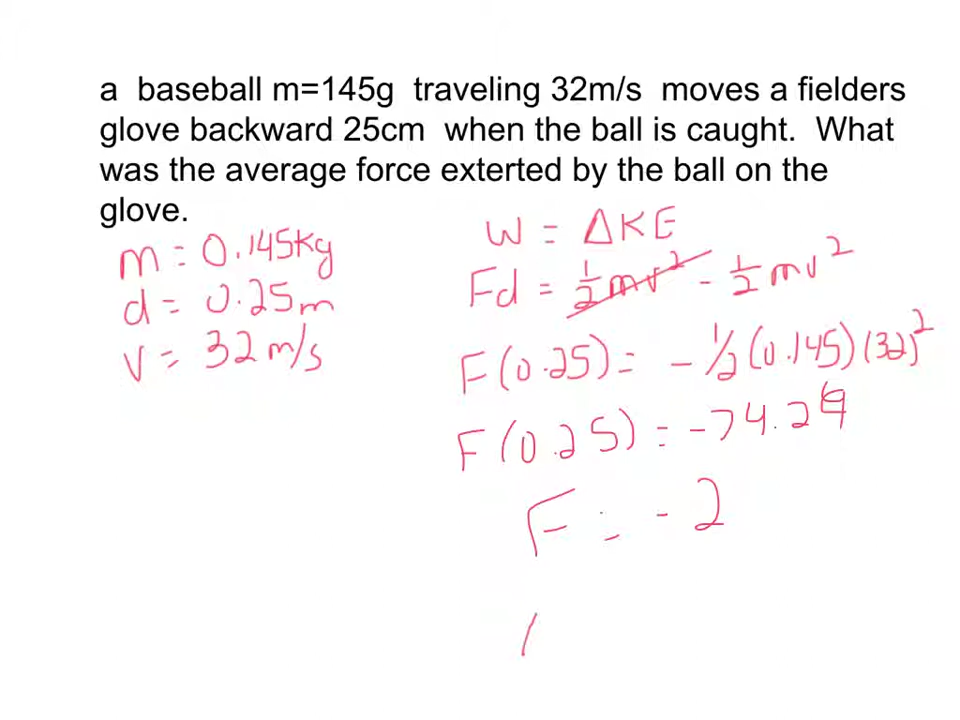 a baseball m=145g traveling 32m/s moves a fielders
glove backward 25cm when the ball is caught. What
was the average force exterted by the ball on the
glove.
m = 0.145Kg
d = 0.25m
v = 32 m/s
W = ΔKE
Fd = ½mv² - ½mv²
F(0.25) = - ½(0.145)(32)²
F(0.25) = -74.24
F = - 2